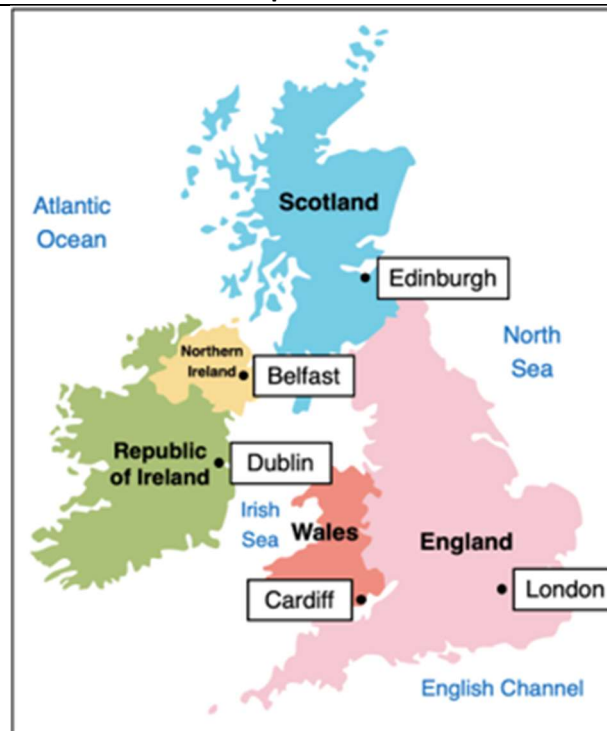 Scotland
Atlantic
Ocean
Edinburgh
North
Sea
Northern
Ireland
Belfast
Republic
of Ireland
Dublin
Irish
Sea
Wales
England
Cardiff
London
English Channel